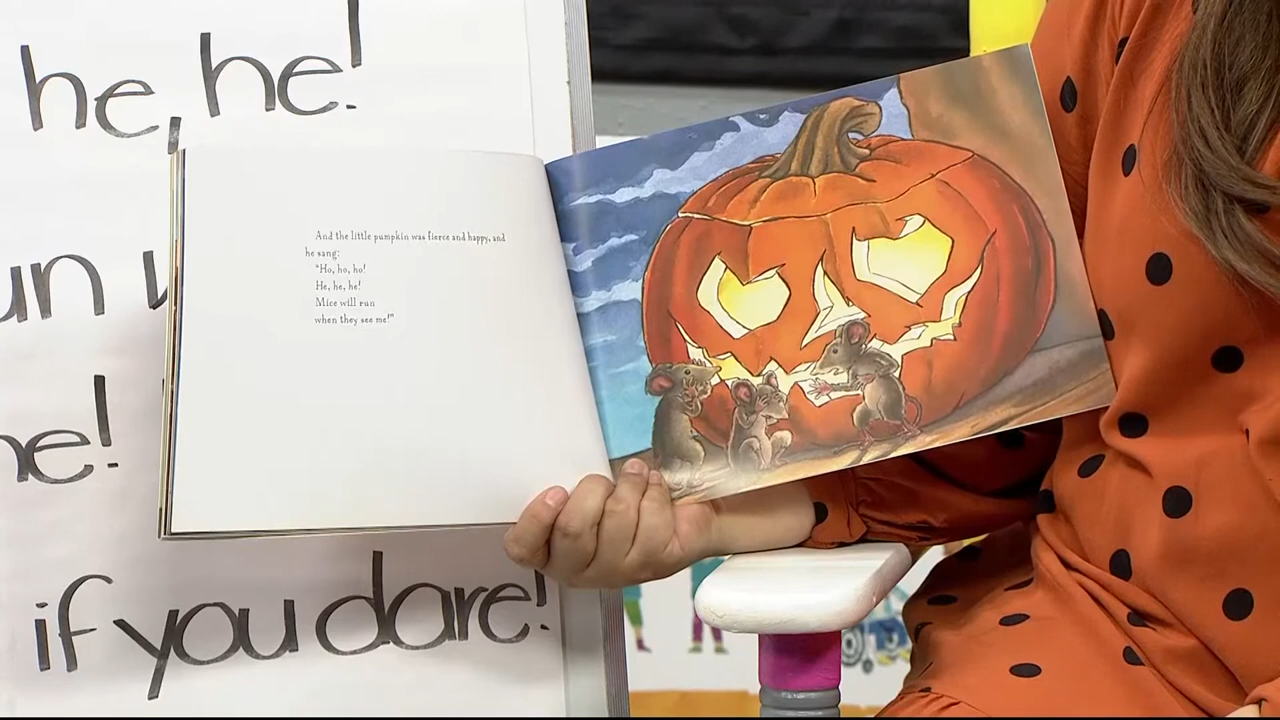 he, he!
un
he!
if you dare!
And the little pumpkin was fierce and happy, and
he sang:
"Ho, ho, ho!
He, he, he!
Mice will run
when they see me!"